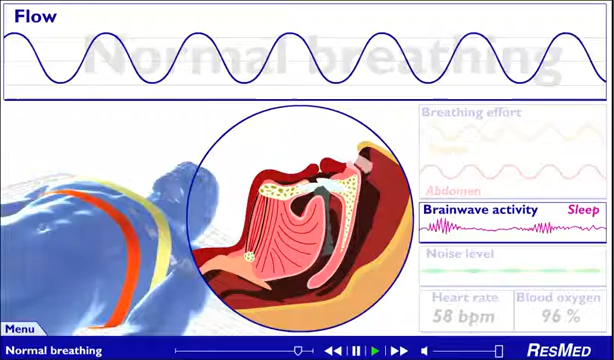 Flow
Normal breathing
Breathing effort
Abdomen
Brainwave activity Sleep
Noise level
Heart rate Blood oxygen
58 bpm 96 %
Menu
Normal breathing
RESMED